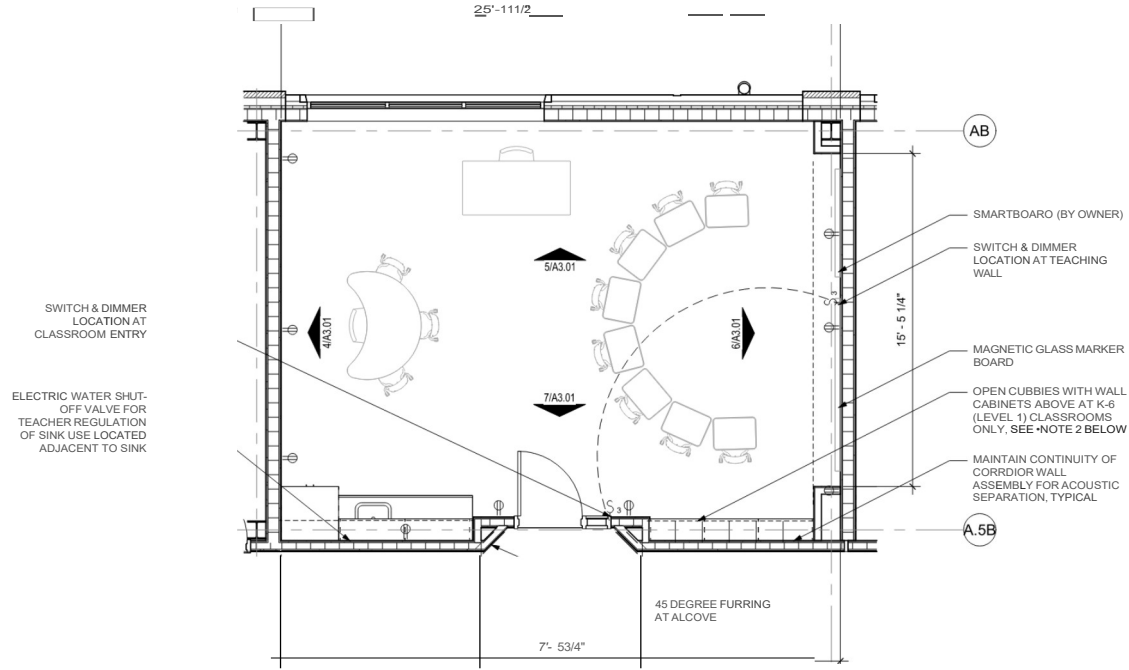 25'-111/2
AB
SMARTBOARO (BY OWNER)
SWITCH & DIMMER
LOCATION AT TEACHING
WALL
S3
5/A3.01
15' - 5 1/4"
SWITCH & DIMMER
LOCATION AT
CLASSROOM ENTRY
4/A3.01
6/A3.01
MAGNETIC GLASS MARKER
BOARD
7/A3.01
ELECTRIC WATER SHUT-
OFF VALVE FOR
TEACHER REGULATION
OF SINK USE LOCATED
ADJACENT TO SINK
OPEN CUBBIES WITH WALL
CABINETS ABOVE AT K-6
(LEVEL 1) CLASSROOMS
ONLY, SEE •NOTE 2 BELOW
MAINTAIN CONTINUITY OF
CORRDIOR WALL
ASSEMBLY FOR ACOUSTIC
SEPARATION, TYPICAL
S3
A.5B
45 DEGREE FURRING
AT ALCOVE
7'- 53/4"